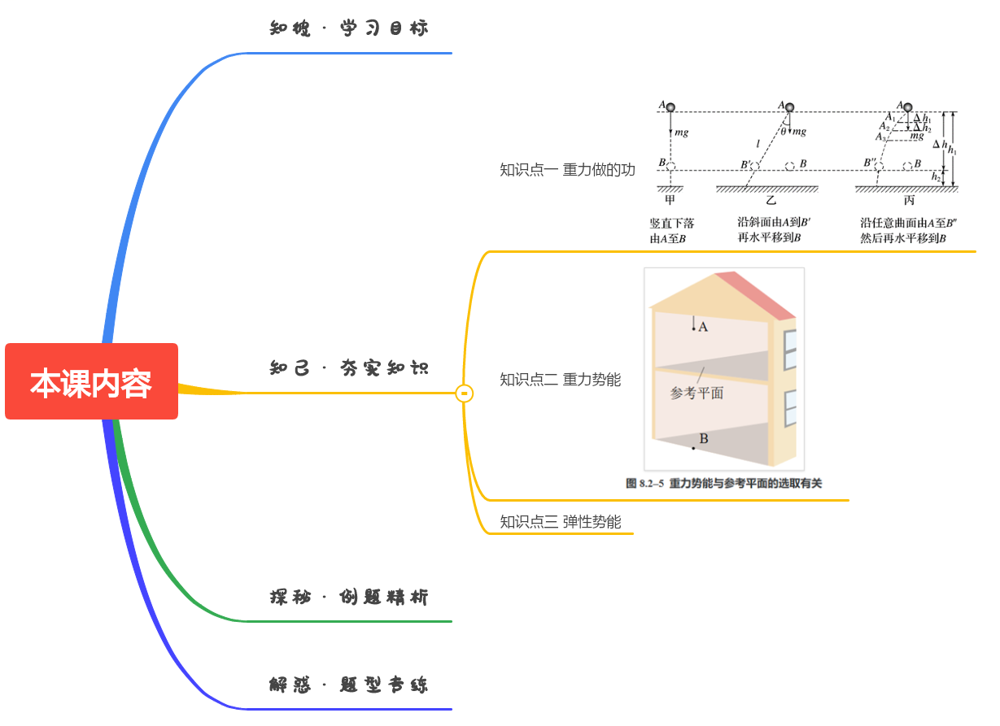 本课内容
知彼 · 学习目标
知己 · 夯实知识
知识点一 重力做的功
A
mg
B
甲
竖直下落
由A至B
A
θ
mg
l
B′
B
乙
沿斜面由A到B′
再水平移到B
A
A1
Δh1
A2
Δh2
A3
mg
Δh
h1
B″
B
h2
丙
沿任意曲面由A至B″
然后再水平移到B
知识点二 重力势能
A
参考平面
B
图 8.2–5 重力势能与参考平面的选取有关
知识点三 弹性势能
探秘 · 例题精析
解惑 · 题型专练